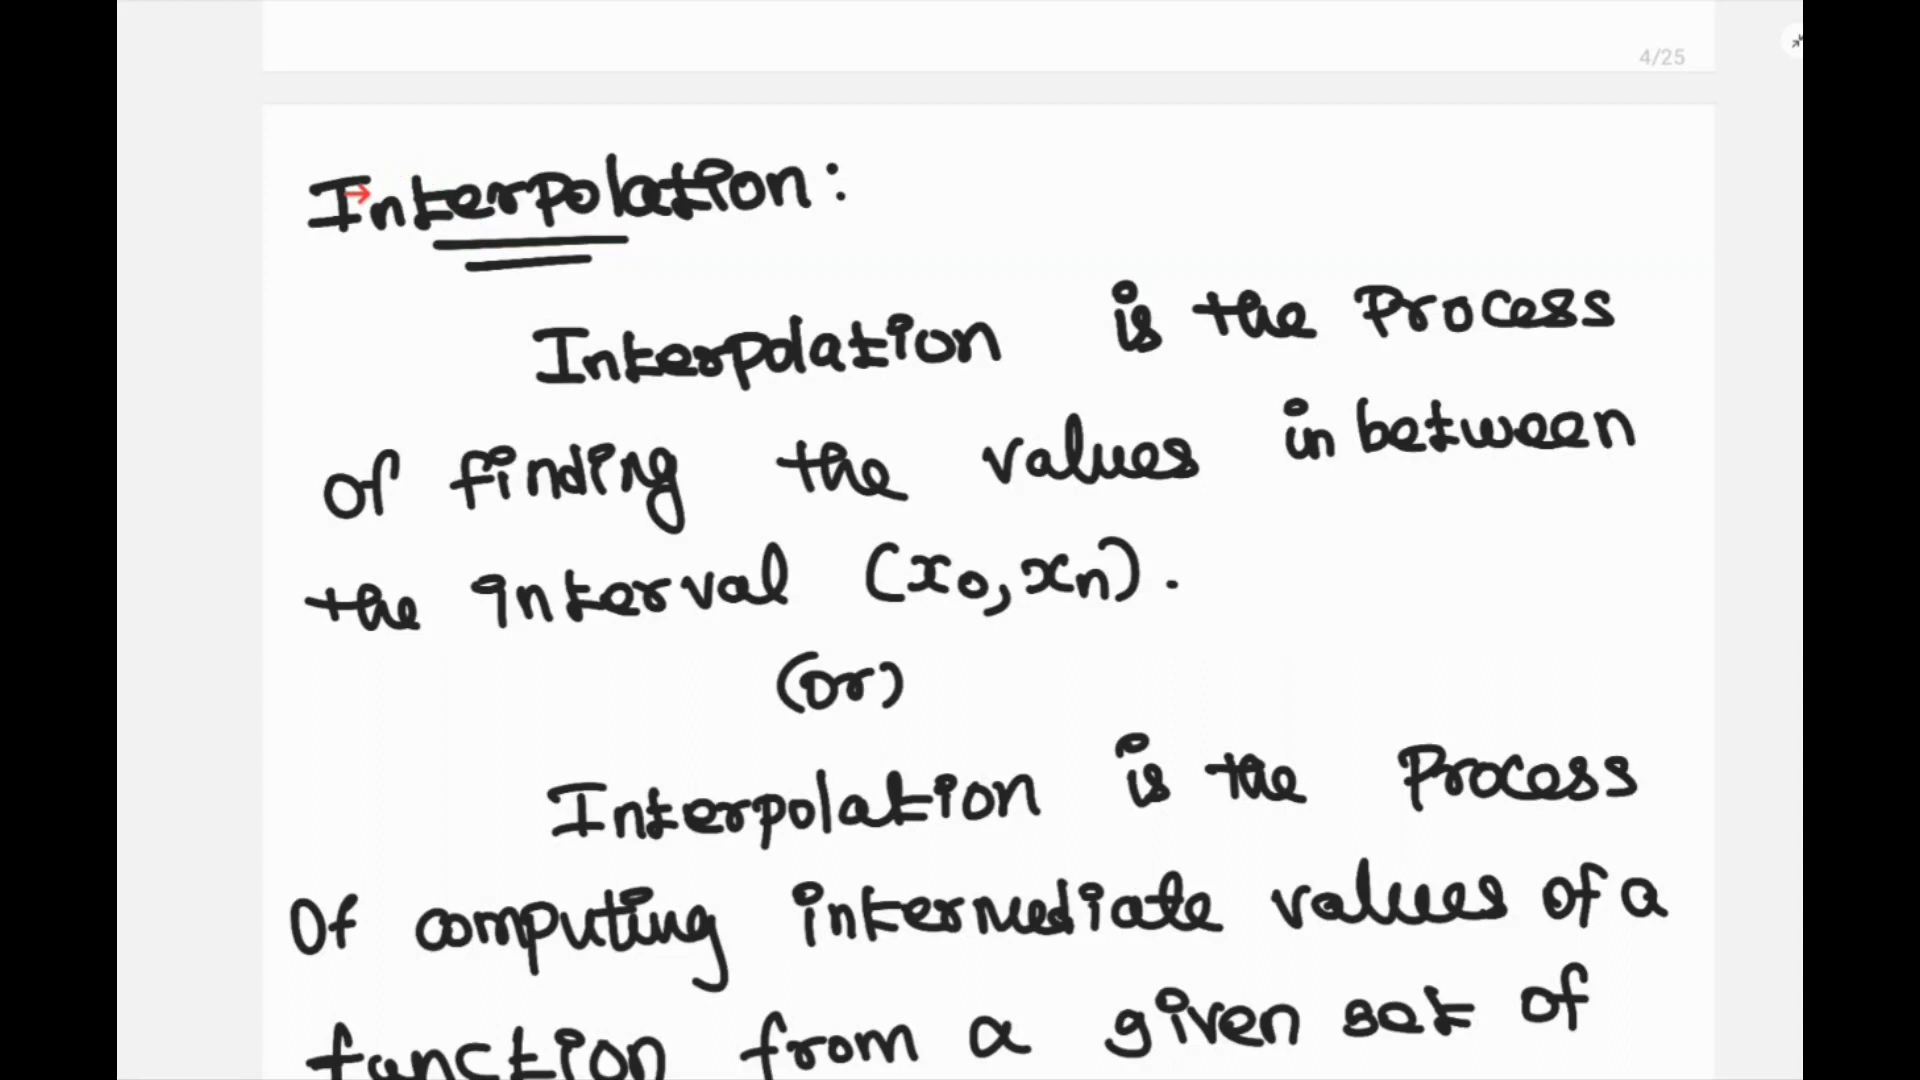 4/25
Interpolation:
Interpolation is the Process
of finding the values in between
the interval (x₀, xₙ).
(or)
Interpolation is the Process
Of computing intermediate values of a
function from a given set of